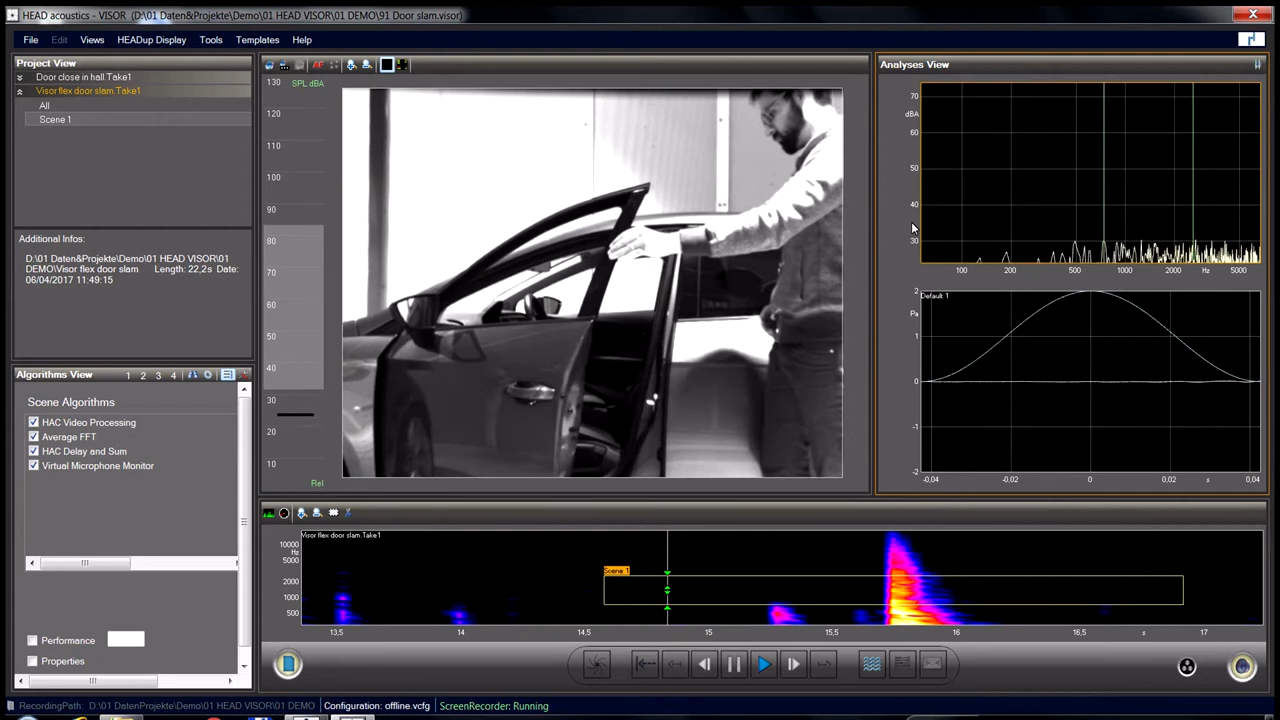 HEAD acoustics - VISOR (D:\01 Daten&Projekte\Demo\01 HEAD VISOR\01 DEMO\91 Door slam.visor)
File Edit Views HEADup Display Tools Templates Help
Project View
Door close in hall.Take1
Visor flex door slam.Take1
All
Scene 1
Additional Infos:
D:\01 Daten&Projekte\Demo\01 HEAD VISOR\01
DEMO\Visor flex door slam Length: 22,2s Date:
06/04/2017 11:49:15
Algorithms View 1 2 3 4
Scene Algorithms
HAC Video Processing
Average FFT
HAC Delay and Sum
Virtual Microphone Monitor
Performance
Properties
AF
130 SPL dBA
120
110
100
90
80
70
60
50
40
30
20
10
Rel
Analyses View
70
dBA
60
50
40
30
100 200 500 1000 2000 Hz 5000
Default 1
2
Pa
1
0
-1
-2
-0,04 -0,02 0 0,02 s 0,04
Visor flex door slam.Take1
10000
Hz
5000
2000
1000
500
Scene 1
13,5 14 14,5 15 15,5 16 16,5 s 17
RecordingPath: D:\01 DatenProjekte\Demo\01 HEAD VISOR\01 DEMO Configuration: offline.vcfg ScreenRecorder: Running